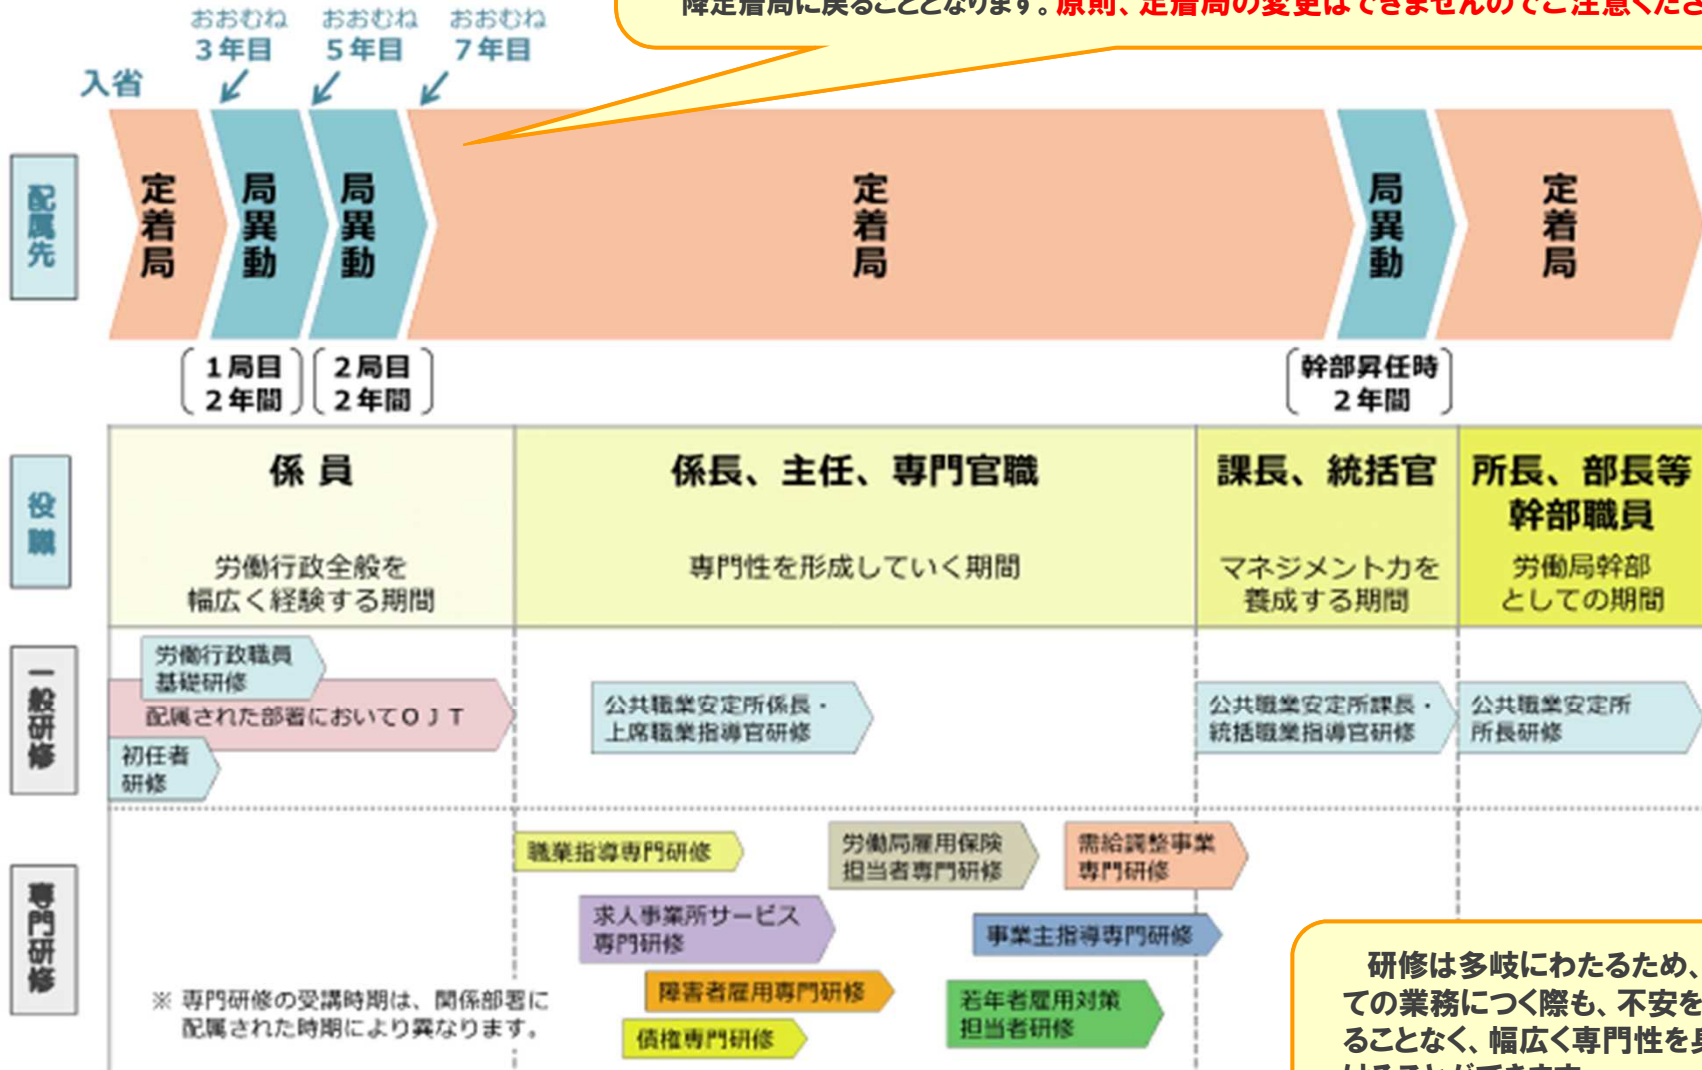 降定着局に戻ることとなります。原則、定着局の変更はできませんのでご注意くださ
おおむね
3年目
おおむね
5年目
おおむね
7年目
入省
配属先
定着局
局異動
局異動
定着局
局異動
定着局
1局目
2年間
2局目
2年間
幹部昇任時
2年間
役職
係員
労働行政全般を
幅広く経験する期間
係長、主任、専門官職
専門性を形成していく期間
課長、統括官
マネジメント力を
養成する期間
所長、部長等
幹部職員
労働局幹部
としての期間
一般研修
労働行政職員
基礎研修
配属された部署においてOJT
初任者
研修
公共職業安定所係長・
上席職業指導官研修
公共職業安定所課長・
統括職業指導官研修
公共職業安定所
所長研修
専門研修
職業指導専門研修
労働局雇用保険
担当者専門研修
需給調整事業
専門研修
求人事業所サービス
専門研修
事業主指導専門研修
障害者雇用専門研修
若年者雇用対策
担当者研修
債権専門研修
※ 専門研修の受講時期は、関係部署に
配属された時期により異なります。
研修は多岐にわたるため、
ての業務につく際も、不安を
ることなく、幅広く専門性を身
けることができます